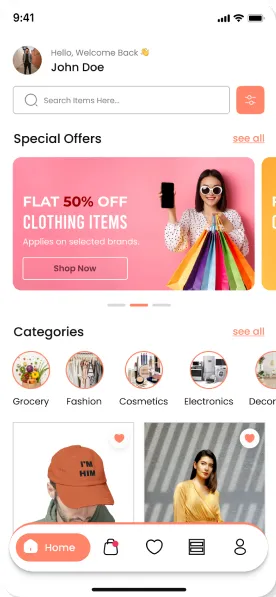 9:41
Hello, Welcome Back 👋
John Doe
Search Items Here...
Special Offers
see all
FLAT 50% OFF
CLOTHING ITEMS
Applies on selected brands.
Shop Now
Categories
see all
Grocery
Fashion
Cosmetics
Electronics
Decor
I'M
HIM
Home